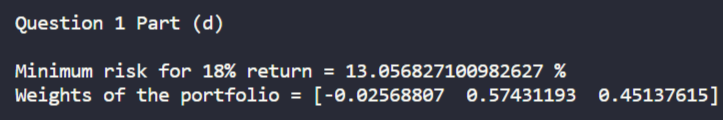 Question 1 Part (d)
Minimum risk for 18% return = 13.056827100982627 %
Weights of the portfolio = [-0.02568807 0.57431193 0.45137615]